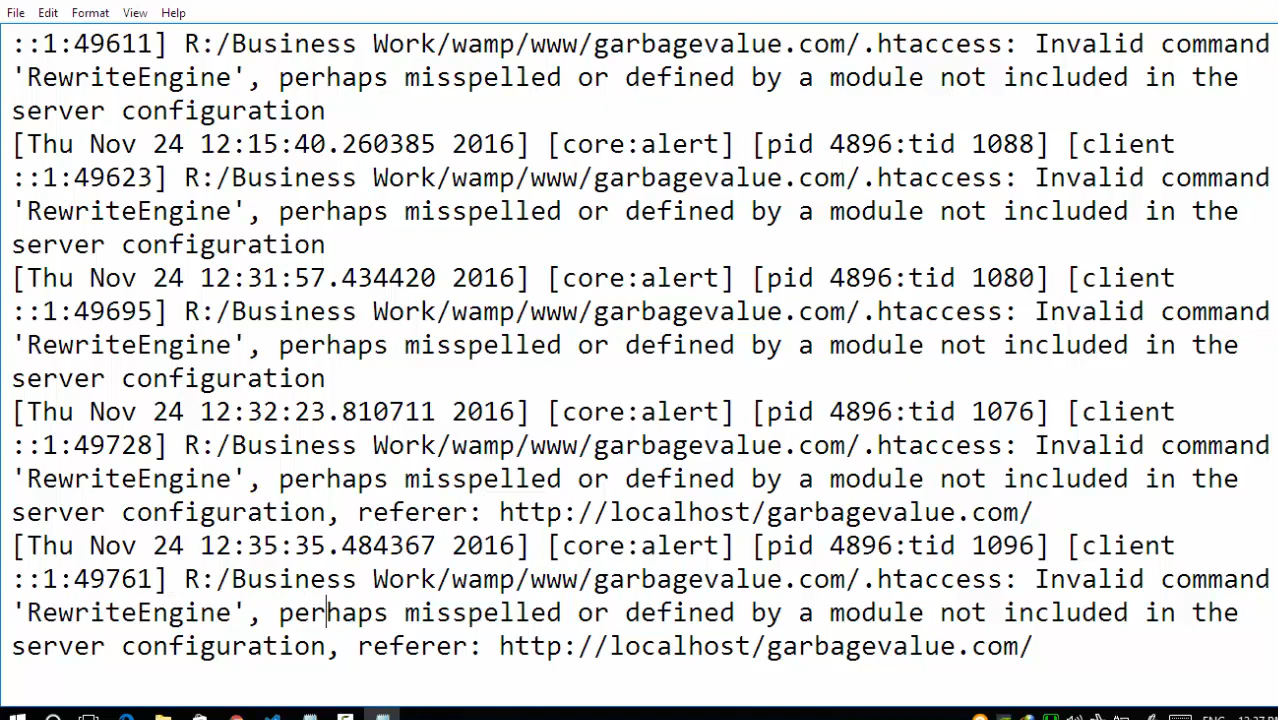 File Edit Format View Help
::1:49611] R:/Business Work/wamp/www/garbagevalue.com/.htaccess: Invalid command
'RewriteEngine', perhaps misspelled or defined by a module not included in the
server configuration
[Thu Nov 24 12:15:40.260385 2016] [core:alert] [pid 4896:tid 1088] [client
::1:49623] R:/Business Work/wamp/www/garbagevalue.com/.htaccess: Invalid command
'RewriteEngine', perhaps misspelled or defined by a module not included in the
server configuration
[Thu Nov 24 12:31:57.434420 2016] [core:alert] [pid 4896:tid 1080] [client
::1:49695] R:/Business Work/wamp/www/garbagevalue.com/.htaccess: Invalid command
'RewriteEngine', perhaps misspelled or defined by a module not included in the
server configuration
[Thu Nov 24 12:32:23.810711 2016] [core:alert] [pid 4896:tid 1076] [client
::1:49728] R:/Business Work/wamp/www/garbagevalue.com/.htaccess: Invalid command
'RewriteEngine', perhaps misspelled or defined by a module not included in the
server configuration, referer: http://localhost/garbagevalue.com/
[Thu Nov 24 12:35:35.484367 2016] [core:alert] [pid 4896:tid 1096] [client
::1:49761] R:/Business Work/wamp/www/garbagevalue.com/.htaccess: Invalid command
'RewriteEngine', perhaps misspelled or defined by a module not included in the
server configuration, referer: http://localhost/garbagevalue.com/